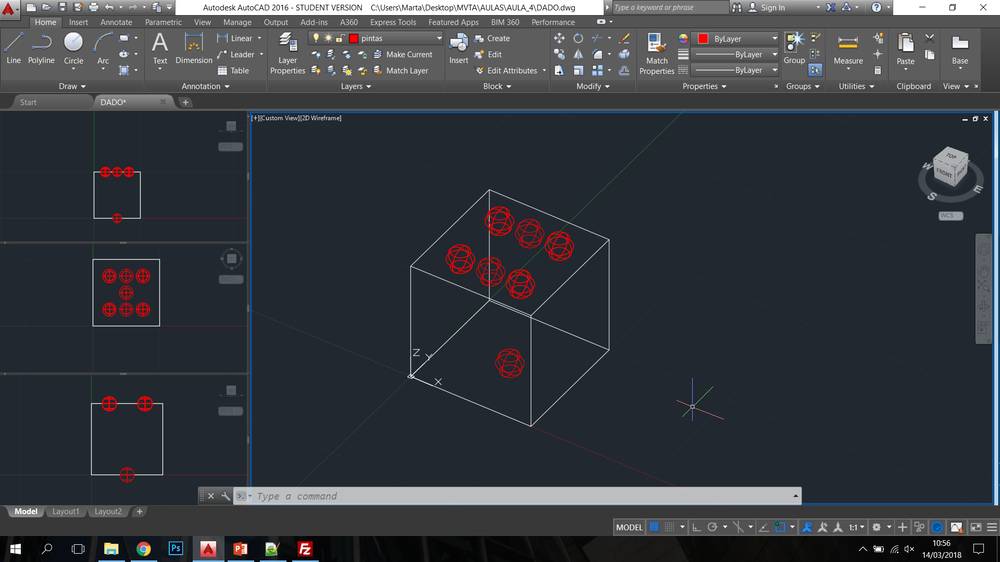 Autodesk AutoCAD 2016 - STUDENT VERSION C:\Users\Marta\Desktop\MVTA\AULAS\AULA_4\DADO.dwg
Type a keyword or phrase
Sign In
Home Insert Annotate Parametric View Manage Output Add-ins A360 Express Tools Featured Apps BIM 360 Performance
Line
Polyline
Circle
Arc
Draw
Text
Dimension
Linear
Leader
Table
Annotation
Layer
Properties
pintas
Make Current
Match Layer
Layers
Insert
Create
Edit
Edit Attributes
Block
Modify
Match
Properties
ByLayer
ByLayer
ByLayer
Properties
Group
Groups
Measure
Utilities
Paste
Clipboard
Base
View
Start
DADO*
[+][Custom View][2D Wireframe]
WCS
N
W
E
S
WCS
WCS
TOP
FRONT
RIGHT
W
S
E
WCS
Z
Y
X
Type a command
Model Layout1 Layout2
MODEL
1:1
Ps
10:56
14/03/2018